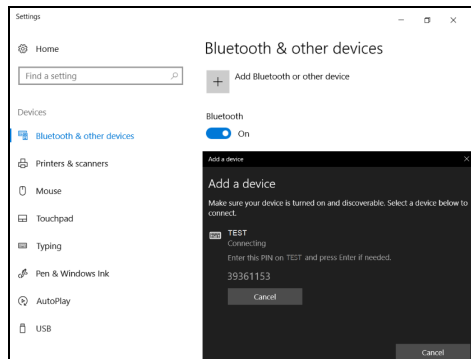 Settings
Home
Find a setting
Devices
Bluetooth & other devices
Printers & scanners
Mouse
Touchpad
Typing
Pen & Windows Ink
AutoPlay
USB
Bluetooth & other devices
Add Bluetooth or other device
Bluetooth
On
Add a device
Add a device
Make sure your device is turned on and discoverable. Select a device below to
connect.
TEST
Connecting
Enter this PIN on TEST and press Enter if needed.
39361153
Cancel
Cancel